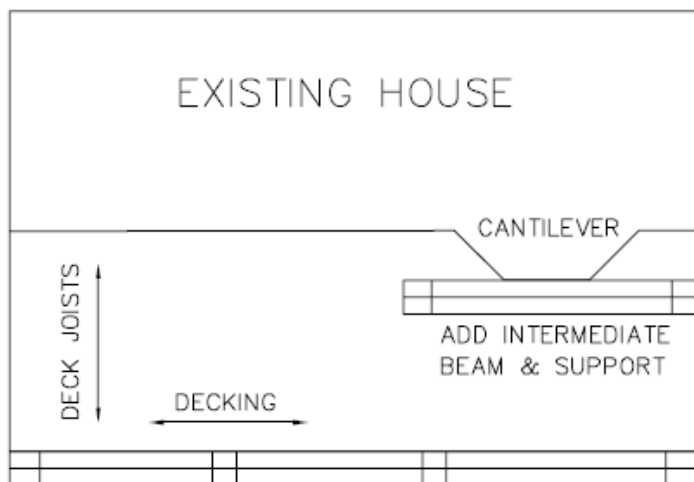 EXISTING HOUSE
CANTILEVER
DECK JOISTS
ADD INTERMEDIATE
BEAM & SUPPORT
DECKING